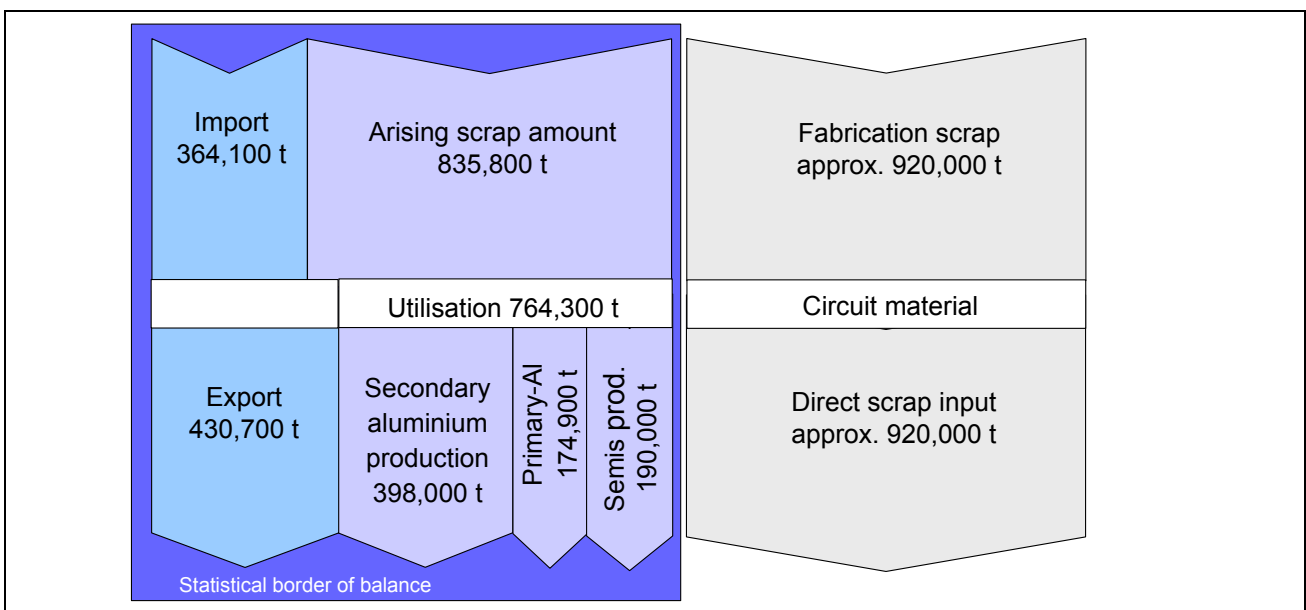 Import
364,100 t
Arising scrap amount
835,800 t
Fabrication scrap
approx. 920,000 t
Utilisation 764,300 t
Circuit material
Export
430,700 t
Secondary
aluminium
production
398,000 t
Primary-Al
174,900 t
Semis prod.
190,000 t
Direct scrap input
approx. 920,000 t
Statistical border of balance